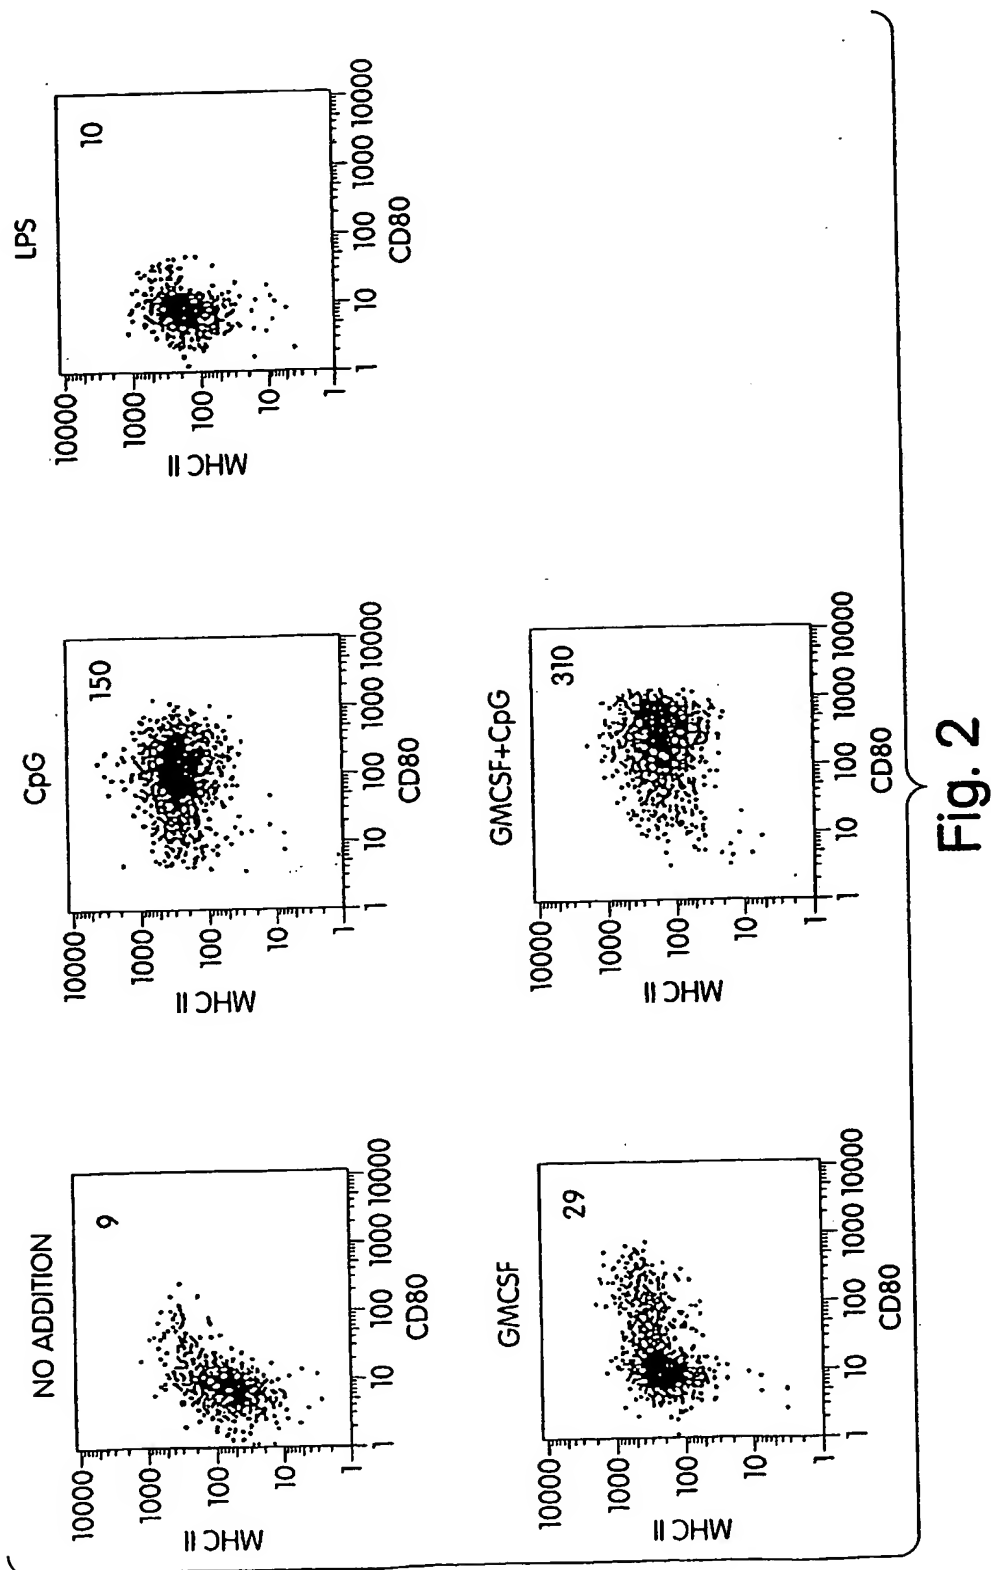 NO ADDITION
9
10000
1000
100
10
1
MHC II
1 10 100 1000 10000
CD80
CpG
150
10000
1000
100
10
1
MHC II
1 10 100 1000 10000
CD80
LPS
10
10000
1000
100
10
1
MHC II
1 10 100 1000 10000
CD80
GMCSF
29
10000
1000
100
10
1
MHC II
1 10 100 1000 10000
CD80
GMCSF+CpG
310
10000
1000
100
10
1
MHC II
1 10 100 1000 10000
CD80
Fig. 2